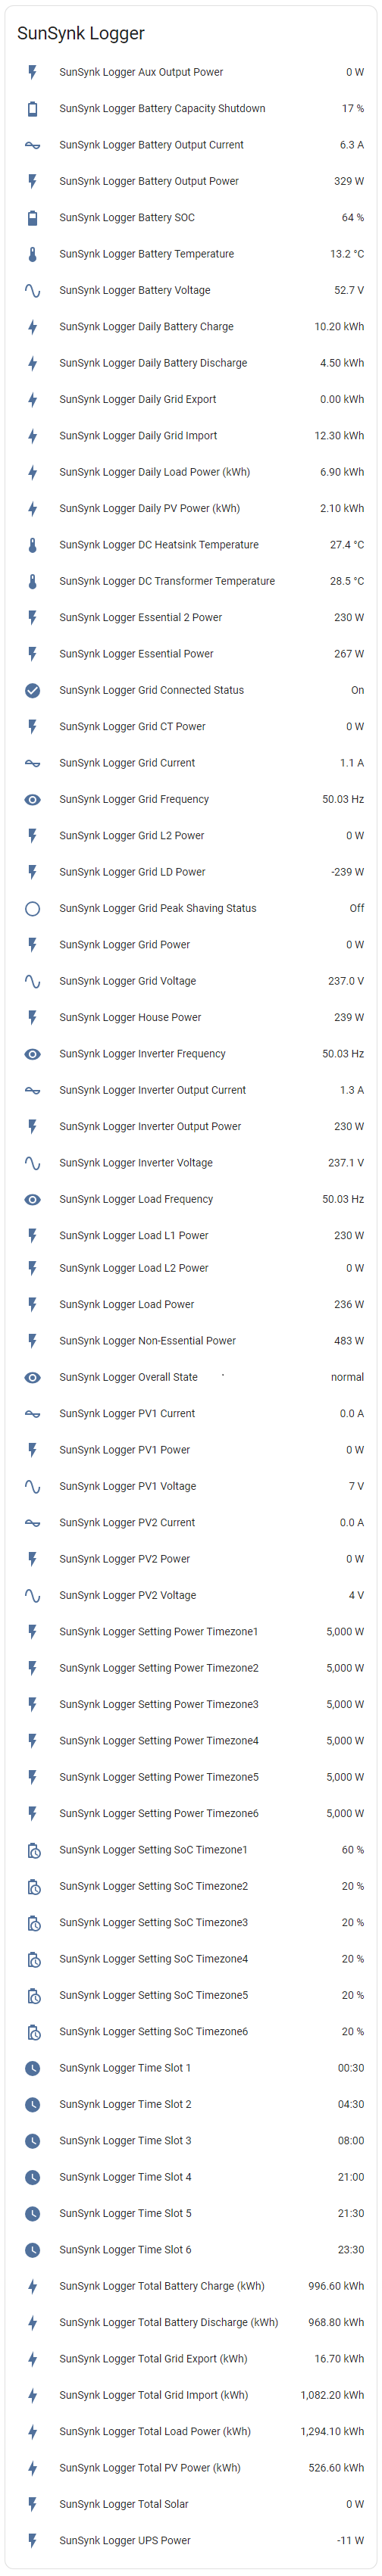 SunSynk Logger
SunSynk Logger Aux Output Power 0 W
SunSynk Logger Battery Capacity Shutdown 17 %
SunSynk Logger Battery Output Current 6.3 A
SunSynk Logger Battery Output Power 329 W
SunSynk Logger Battery SOC 64 %
SunSynk Logger Battery Temperature 13.2 °C
SunSynk Logger Battery Voltage 52.7 V
SunSynk Logger Daily Battery Charge 10.20 kWh
SunSynk Logger Daily Battery Discharge 4.50 kWh
SunSynk Logger Daily Grid Export 0.00 kWh
SunSynk Logger Daily Grid Import 12.30 kWh
SunSynk Logger Daily Load Power (kWh) 6.90 kWh
SunSynk Logger Daily PV Power (kWh) 2.10 kWh
SunSynk Logger DC Heatsink Temperature 27.4 °C
SunSynk Logger DC Transformer Temperature 28.5 °C
SunSynk Logger Essential 2 Power 230 W
SunSynk Logger Essential Power 267 W
SunSynk Logger Grid Connected Status On
SunSynk Logger Grid CT Power 0 W
SunSynk Logger Grid Current 1.1 A
SunSynk Logger Grid Frequency 50.03 Hz
SunSynk Logger Grid L2 Power 0 W
SunSynk Logger Grid LD Power -239 W
SunSynk Logger Grid Peak Shaving Status Off
SunSynk Logger Grid Power 0 W
SunSynk Logger Grid Voltage 237.0 V
SunSynk Logger House Power 239 W
SunSynk Logger Inverter Frequency 50.03 Hz
SunSynk Logger Inverter Output Current 1.3 A
SunSynk Logger Inverter Output Power 230 W
SunSynk Logger Inverter Voltage 237.1 V
SunSynk Logger Load Frequency 50.03 Hz
SunSynk Logger Load L1 Power 230 W
SunSynk Logger Load L2 Power 0 W
SunSynk Logger Load Power 236 W
SunSynk Logger Non-Essential Power 483 W
SunSynk Logger Overall State normal
SunSynk Logger PV1 Current 0.0 A
SunSynk Logger PV1 Power 0 W
SunSynk Logger PV1 Voltage 7 V
SunSynk Logger PV2 Current 0.0 A
SunSynk Logger PV2 Power 0 W
SunSynk Logger PV2 Voltage 4 V
SunSynk Logger Setting Power Timezone1 5,000 W
SunSynk Logger Setting Power Timezone2 5,000 W
SunSynk Logger Setting Power Timezone3 5,000 W
SunSynk Logger Setting Power Timezone4 5,000 W
SunSynk Logger Setting Power Timezone5 5,000 W
SunSynk Logger Setting Power Timezone6 5,000 W
SunSynk Logger Setting SoC Timezone1 60 %
SunSynk Logger Setting SoC Timezone2 20 %
SunSynk Logger Setting SoC Timezone3 20 %
SunSynk Logger Setting SoC Timezone4 20 %
SunSynk Logger Setting SoC Timezone5 20 %
SunSynk Logger Setting SoC Timezone6 20 %
SunSynk Logger Time Slot 1 00:30
SunSynk Logger Time Slot 2 04:30
SunSynk Logger Time Slot 3 08:00
SunSynk Logger Time Slot 4 21:00
SunSynk Logger Time Slot 5 21:30
SunSynk Logger Time Slot 6 23:30
SunSynk Logger Total Battery Charge (kWh) 996.60 kWh
SunSynk Logger Total Battery Discharge (kWh) 968.80 kWh
SunSynk Logger Total Grid Export (kWh) 16.70 kWh
SunSynk Logger Total Grid Import (kWh) 1,082.20 kWh
SunSynk Logger Total Load Power (kWh) 1,294.10 kWh
SunSynk Logger Total PV Power (kWh) 526.60 kWh
SunSynk Logger Total Solar 0 W
SunSynk Logger UPS Power -11 W